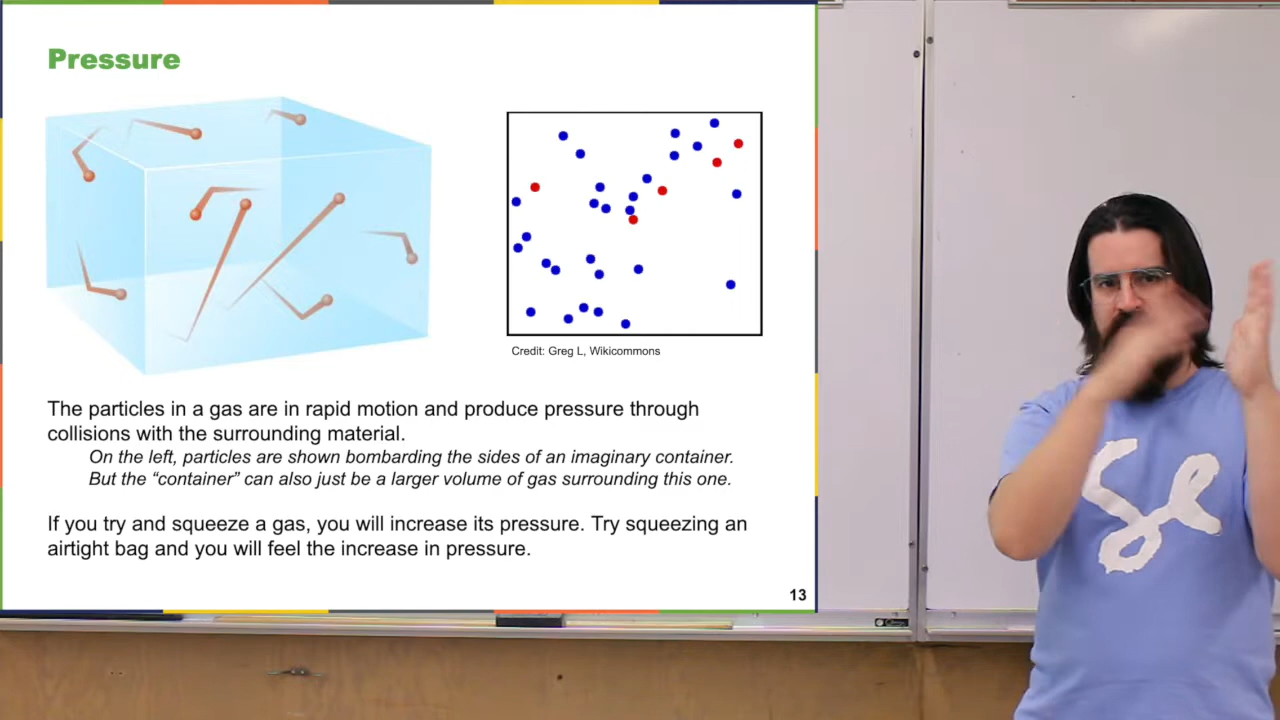 Pressure
Credit: Greg L, Wikicommons
The particles in a gas are in rapid motion and produce pressure through
collisions with the surrounding material.
On the left, particles are shown bombarding the sides of an imaginary container.
But the “container” can also just be a larger volume of gas surrounding this one.
If you try and squeeze a gas, you will increase its pressure. Try squeezing an
airtight bag and you will feel the increase in pressure.
13